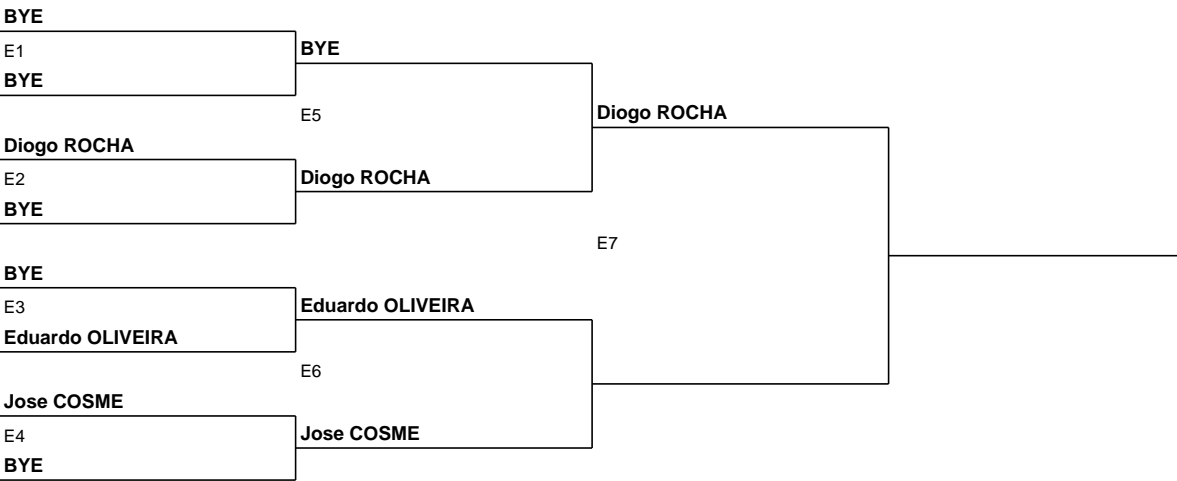 BYE
E1
BYE
BYE
E5
Diogo ROCHA
Diogo ROCHA
E2
Diogo ROCHA
BYE
E7
BYE
E3
Eduardo OLIVEIRA
Eduardo OLIVEIRA
E6
Jose COSME
E4
Jose COSME
BYE